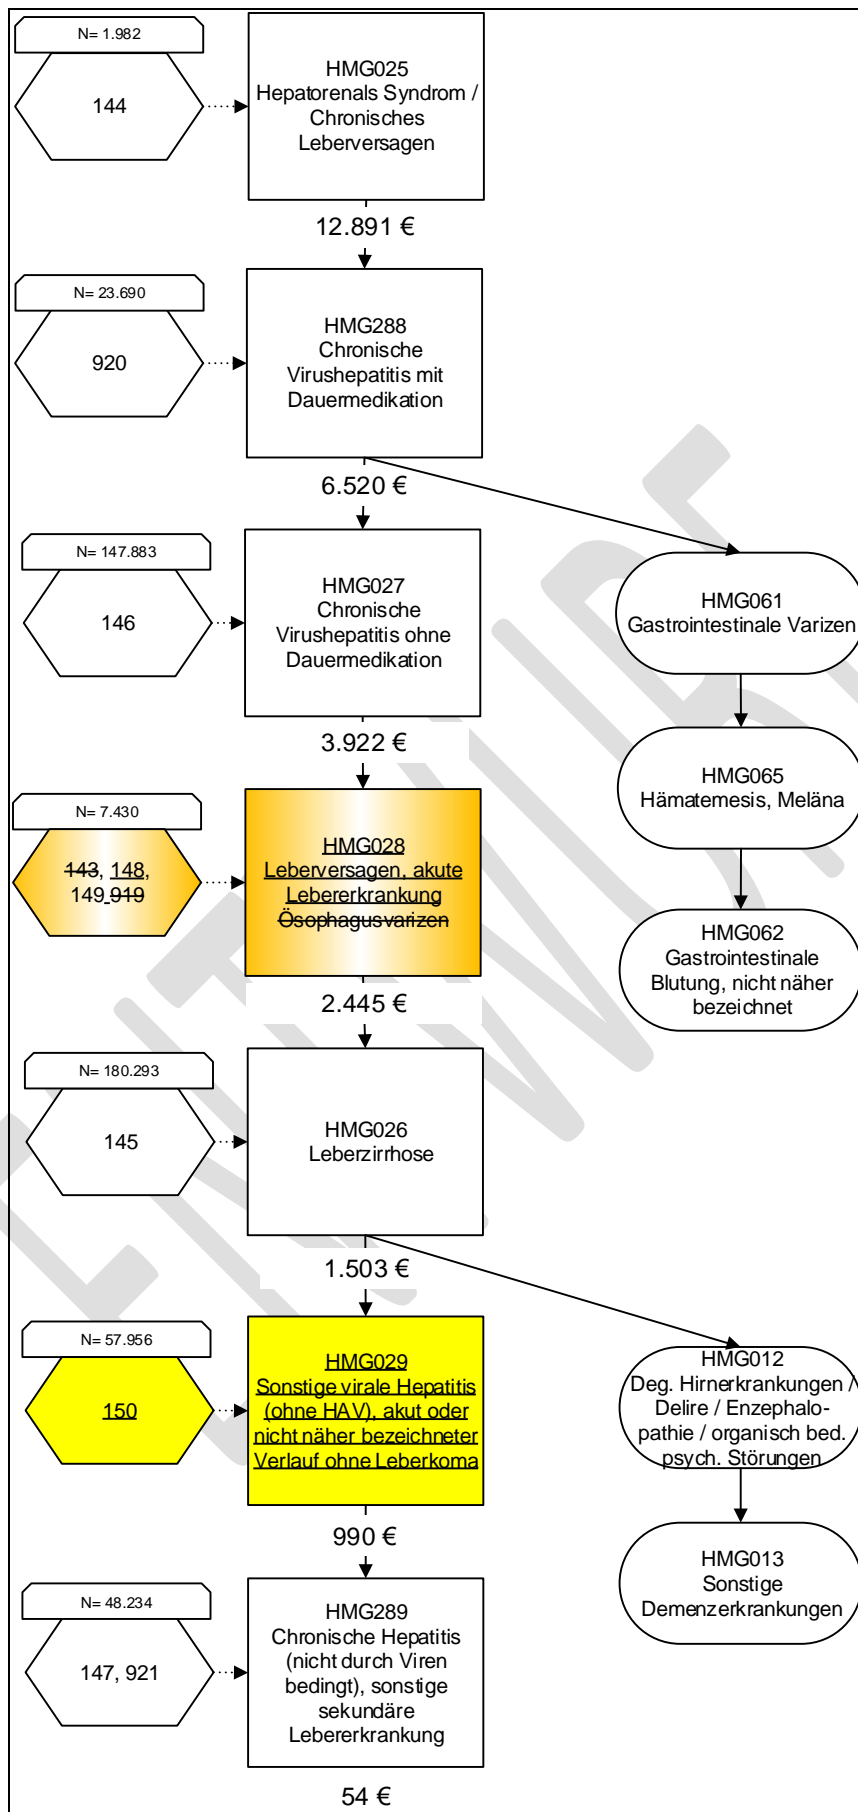 N= 1.982
144
HMG025
Hepatorenals Syndrom /
Chronisches
Leberversagen
12.891 €
N= 23.690
920
HMG288
Chronische
Virushepatitis mit
Dauermedikation
6.520 €
N= 147.883
146
HMG027
Chronische
Virushepatitis ohne
Dauermedikation
3.922 €
HMG061
Gastrointestinale Varizen
HMG065
Hämatemesis, Meläna
HMG062
Gastrointestinale
Blutung, nicht näher
bezeichnet
N= 7.430
143, 148,
149 919
HMG028
Leberversagen, akute
Lebererkrankung
Ösophagusvarizen
2.445 €
N= 180.293
145
HMG026
Leberzirrhose
1.503 €
N= 57.956
150
HMG029
Sonstige virale Hepatitis
(ohne HAV), akut oder
nicht näher bezeichneter
Verlauf ohne Leberkoma
990 €
HMG012
Deg. Hirnerkrankungen /
Delire / Enzephalo-
pathie / organisch bed.
psych. Störungen
HMG013
Sonstige
Demenzerkrankungen
N= 48.234
147, 921
HMG289
Chronische Hepatitis
(nicht durch Viren
bedingt), sonstige
sekundäre
Lebererkrankung
54 €
ENTWURF